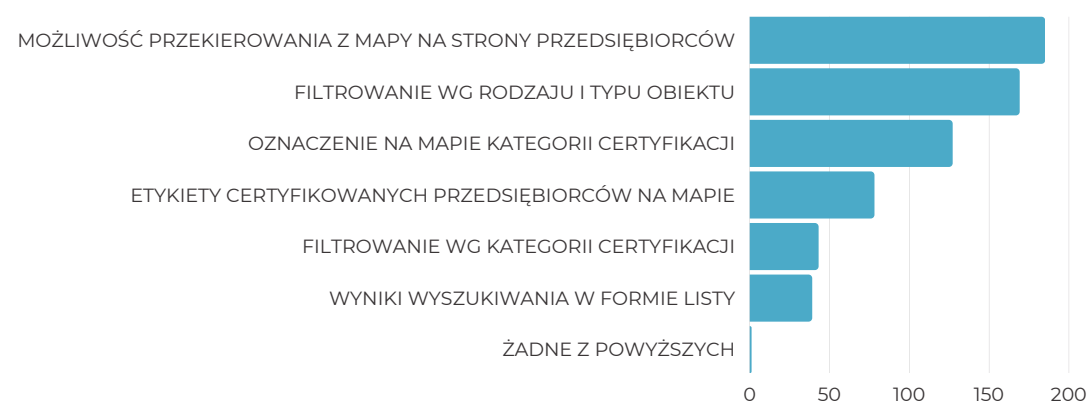 MOŻLIWOŚĆ PRZEKIEROWANIA Z MAPY NA STRONY PRZEDSIĘBIORCÓW
FILTROWANIE WG RODZAJU I TYPU OBIEKTU
OZNACZENIE NA MAPIE KATEGORII CERTYFIKACJI
ETYKIETY CERTYFIKOWANYCH PRZEDSIĘBIORCÓW NA MAPIE
FILTROWANIE WG KATEGORII CERTYFIKACJI
WYNIKI WYSZUKIWANIA W FORMIE LISTY
ŻADNE Z POWYŻSZYCH
0 50 100 150 200